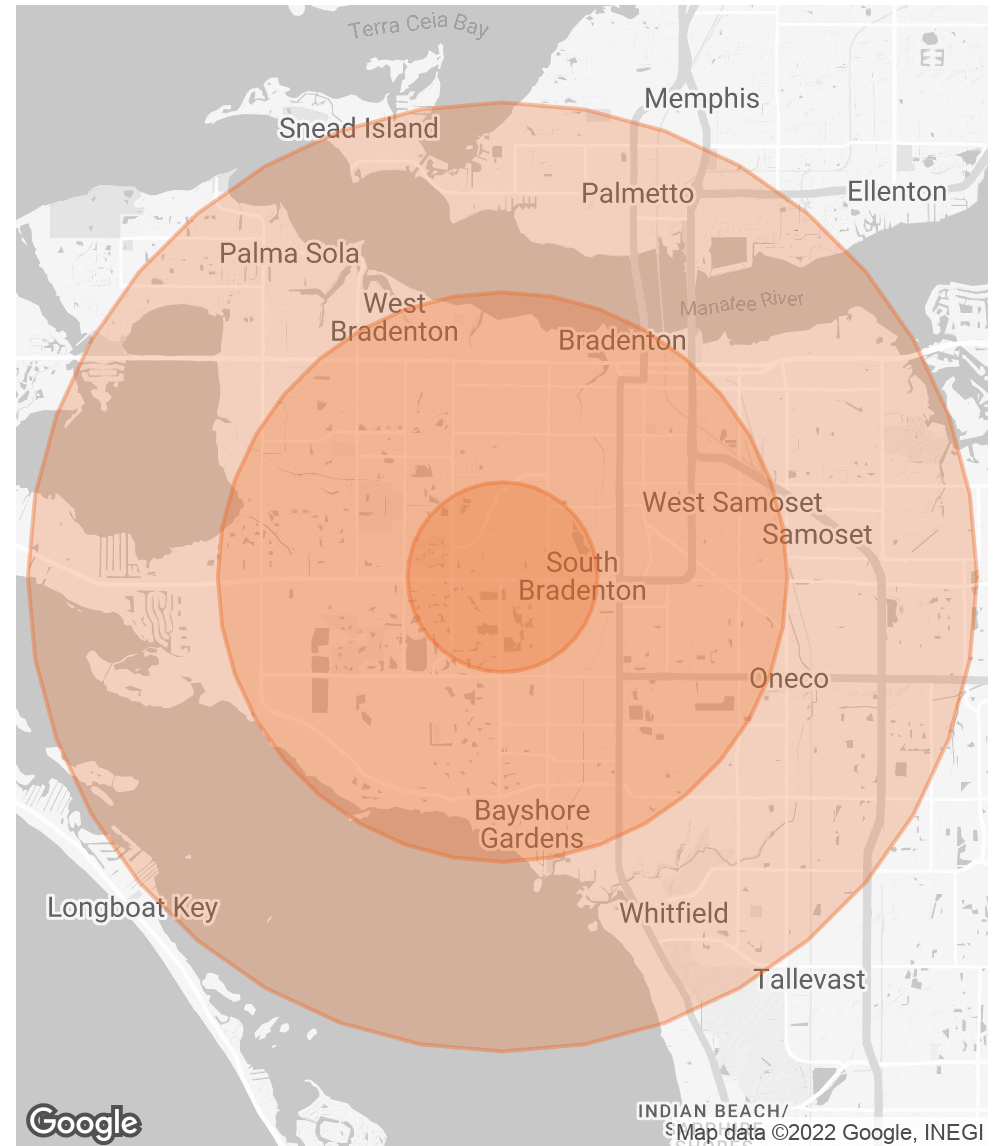 Terra Ceia Bay
Memphis
Snead Island
Palmetto
Ellenton
Palma Sola
West
Bradenton
Manatee River
Bradenton
West Samoset
Samoset
South
Bradenton
Oneco
Bayshore
Gardens
Longboat Key
Whitfield
Tallevast
INDIAN BEACH/
Google
Map data ©2022 Google, INEGI